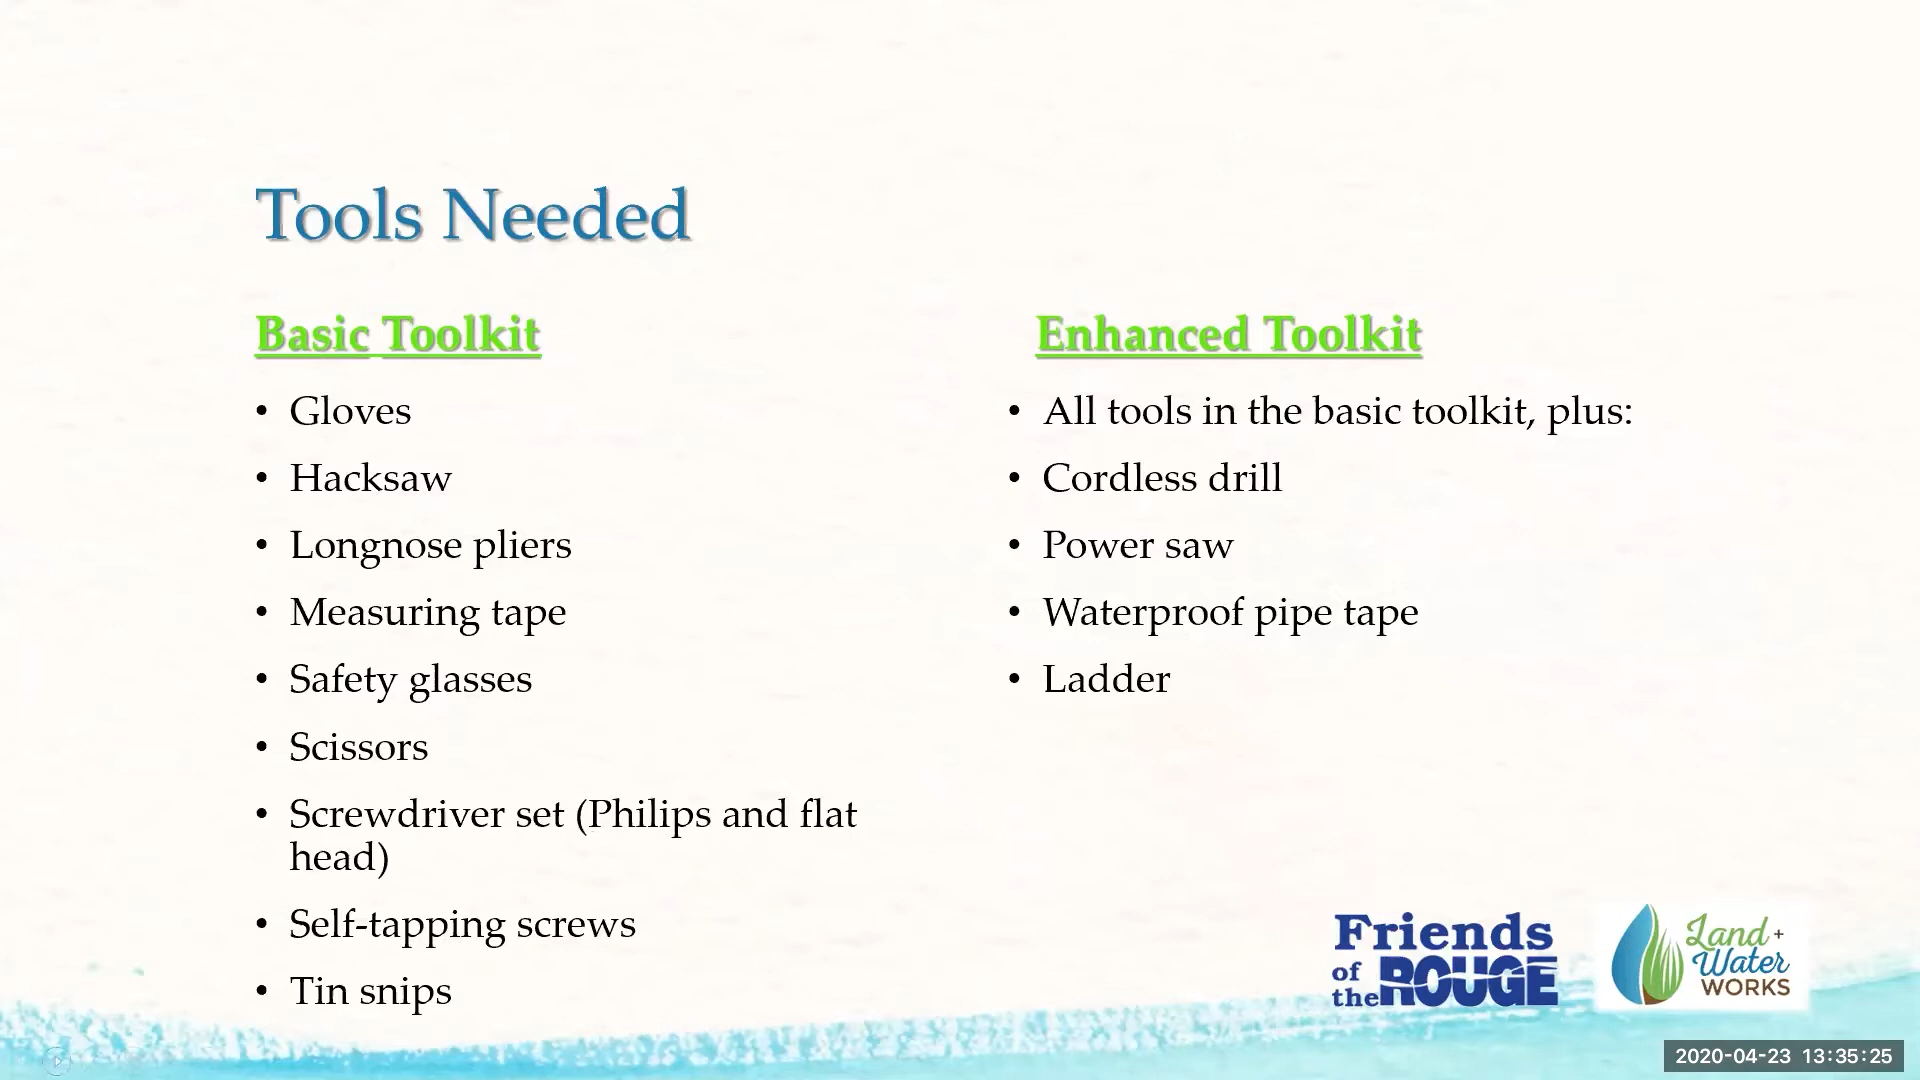 Tools Needed
Basic Toolkit
• Gloves
• Hacksaw
• Longnose pliers
• Measuring tape
• Safety glasses
• Scissors
• Screwdriver set (Philips and flat
head)
• Self-tapping screws
• Tin snips
Enhanced Toolkit
• All tools in the basic toolkit, plus:
• Cordless drill
• Power saw
• Waterproof pipe tape
• Ladder
Friends
of
the ROUGE
Land +
Water
WORKS
2020-04-23 13:35:25